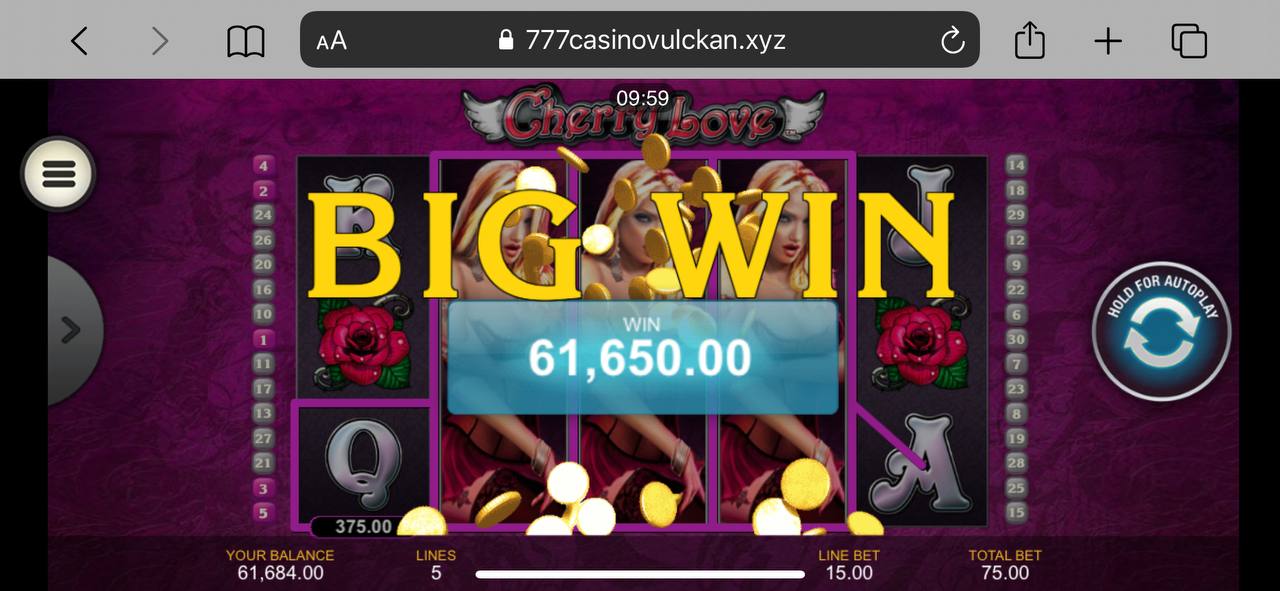 AA
777casinovulckan.xyz
09:59
Cherry Love™
4
2
24
26
20
16
10
1
11
17
13
27
21
3
5
K
J
BIG WIN
WIN
61,650.00
Q
A
375.00
14
18
29
12
9
22
6
30
7
23
8
19
28
25
15
HOLD FOR AUTOPLAY
YOUR BALANCE
61,684.00
LINES
5
LINE BET
15.00
TOTAL BET
75.00